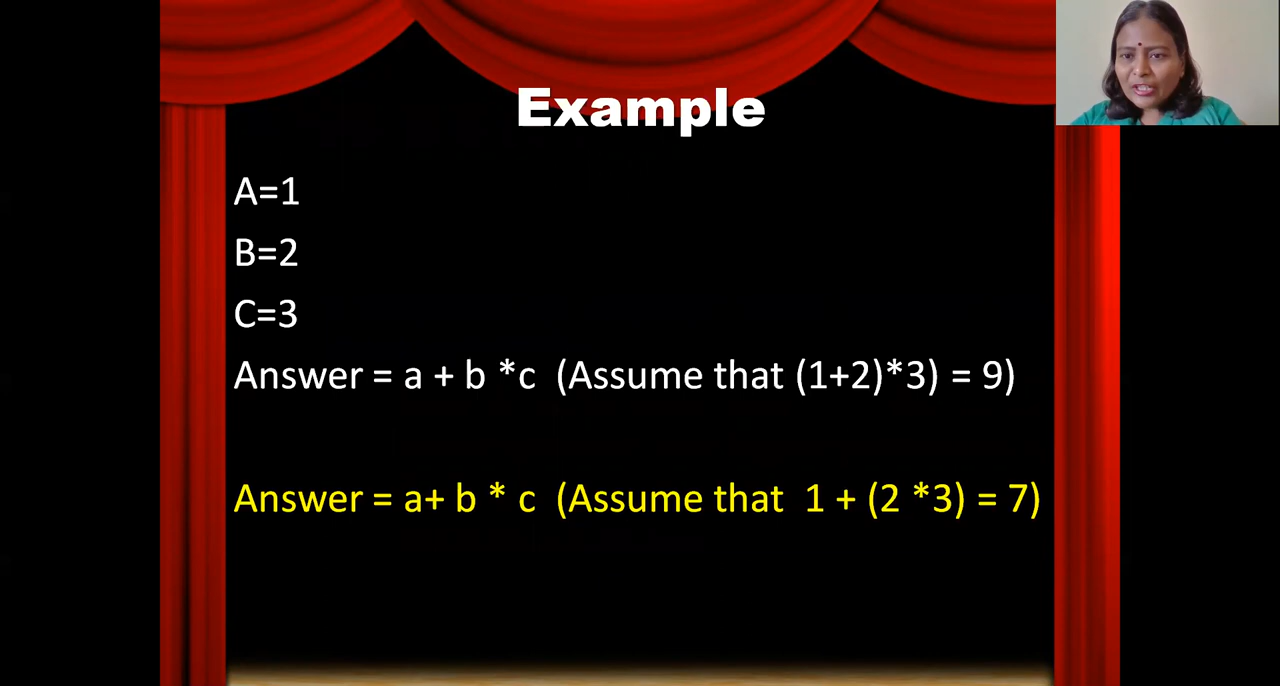 Example
A=1
B=2
C=3
Answer = a + b *c (Assume that (1+2)*3) = 9)
Answer = a+ b * c (Assume that 1 + (2 *3) = 7)